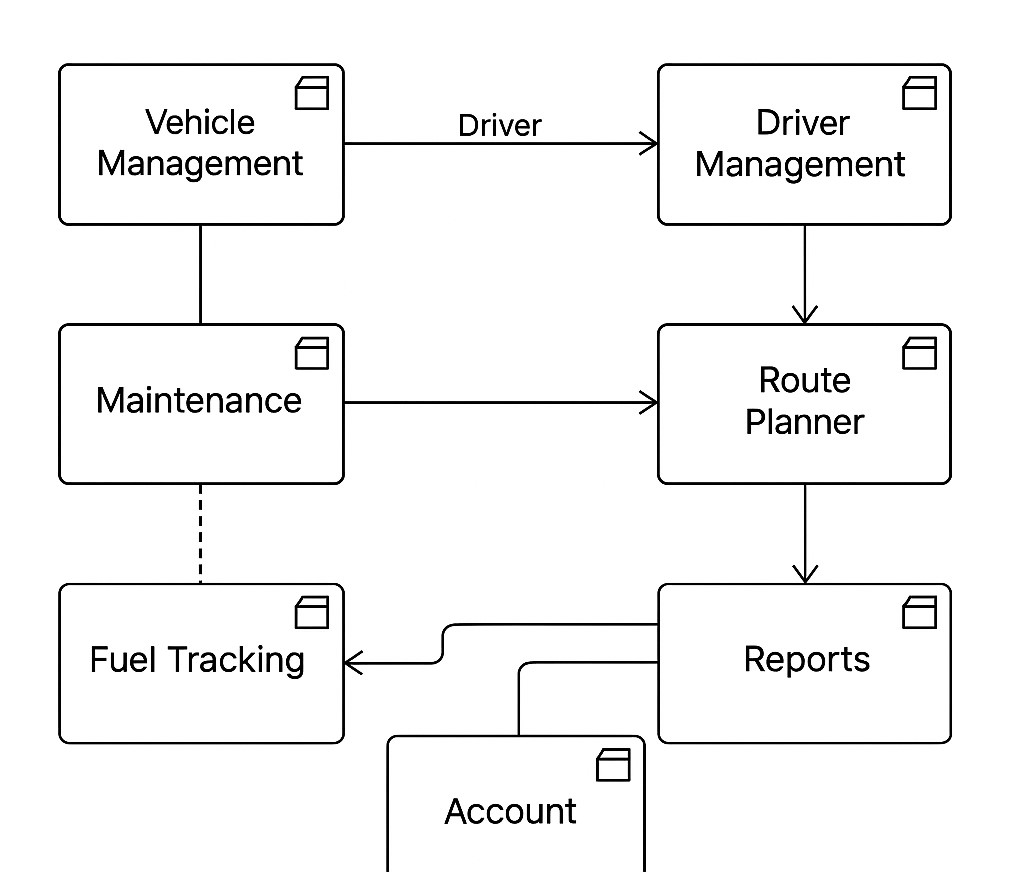 Vehicle
Management
Driver
Driver
Management
Maintenance
Route
Planner
Fuel Tracking
Reports
Account